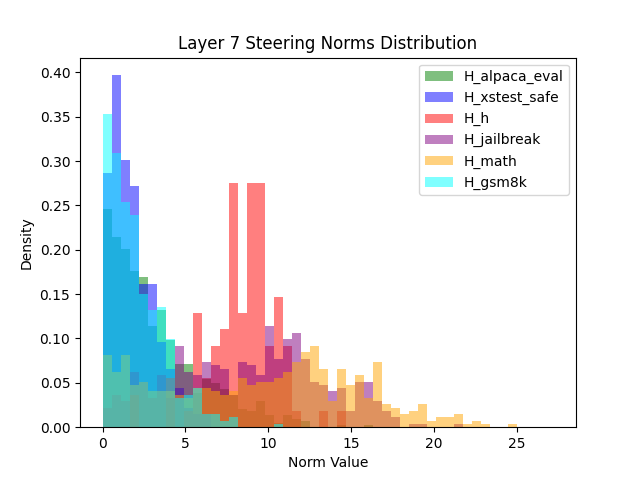 Layer 7 Steering Norms Distribution
H_alpaca_eval
H_xstest_safe
H_h
H_jailbreak
H_math
H_gsm8k
0.40
0.35
0.30
0.25
0.20
0.15
0.10
0.05
0.00
Density
0 5 10 15 20 25
Norm Value